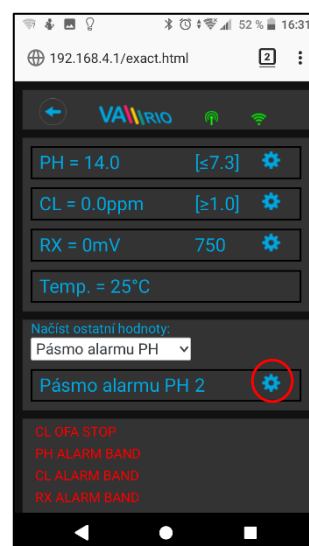 52 % 16:31
192.168.4.1/exact.html 2
VA\\\RIO
PH = 14.0 [≤7.3]
CL = 0.0ppm [≥1.0]
RX = 0mV 750
Temp. = 25°C
Načíst ostatní hodnoty:
Pásmo alarmu PH
Pásmo alarmu PH 2
CL OFA STOP
PH ALARM BAND
CL ALARM BAND
RX ALARM BAND